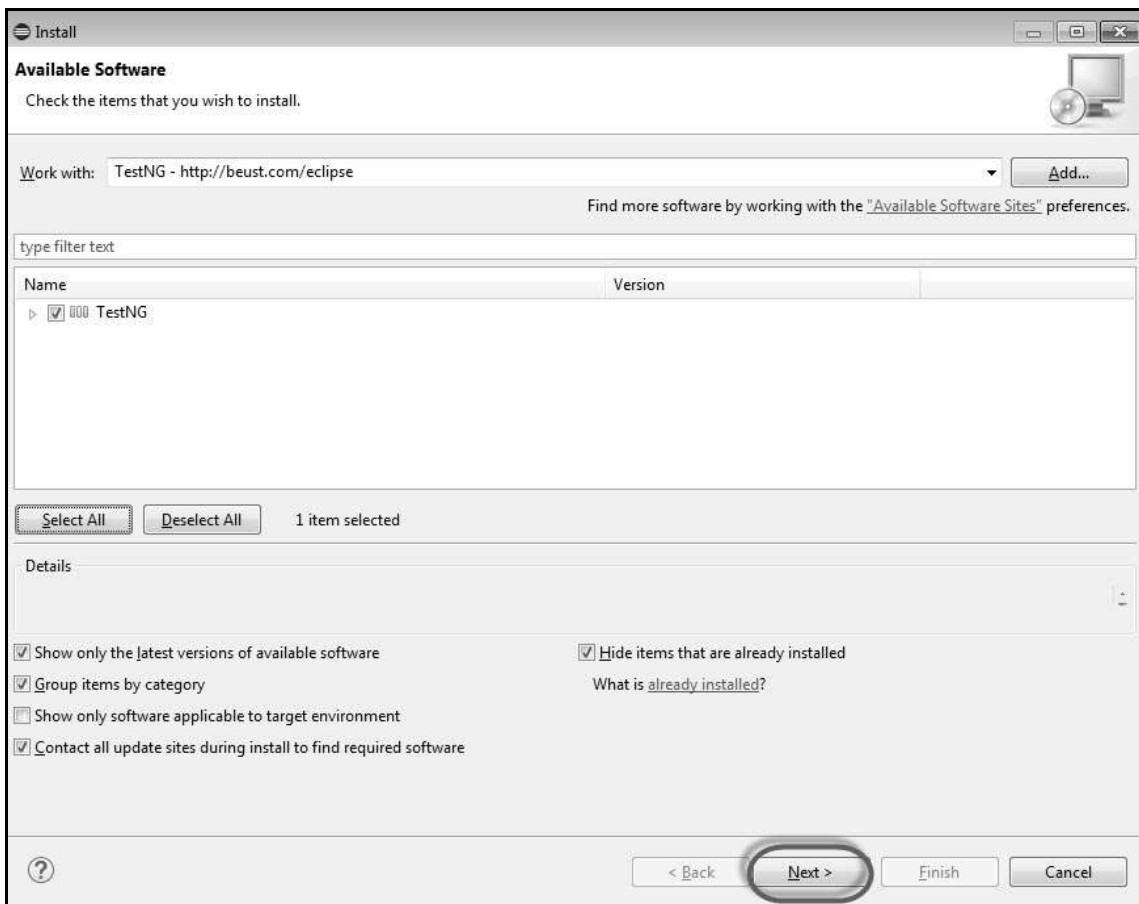 Install
Available Software
Check the items that you wish to install.
Work with: TestNG - http://beust.com/eclipse Add...
Find more software by working with the "Available Software Sites" preferences.
type filter text
Name Version
TestNG
Select All Deselect All 1 item selected
Details
Show only the latest versions of available software Hide items that are already installed
Group items by category What is already installed?
Show only software applicable to target environment
Contact all update sites during install to find required software
? < Back Next > Finish Cancel